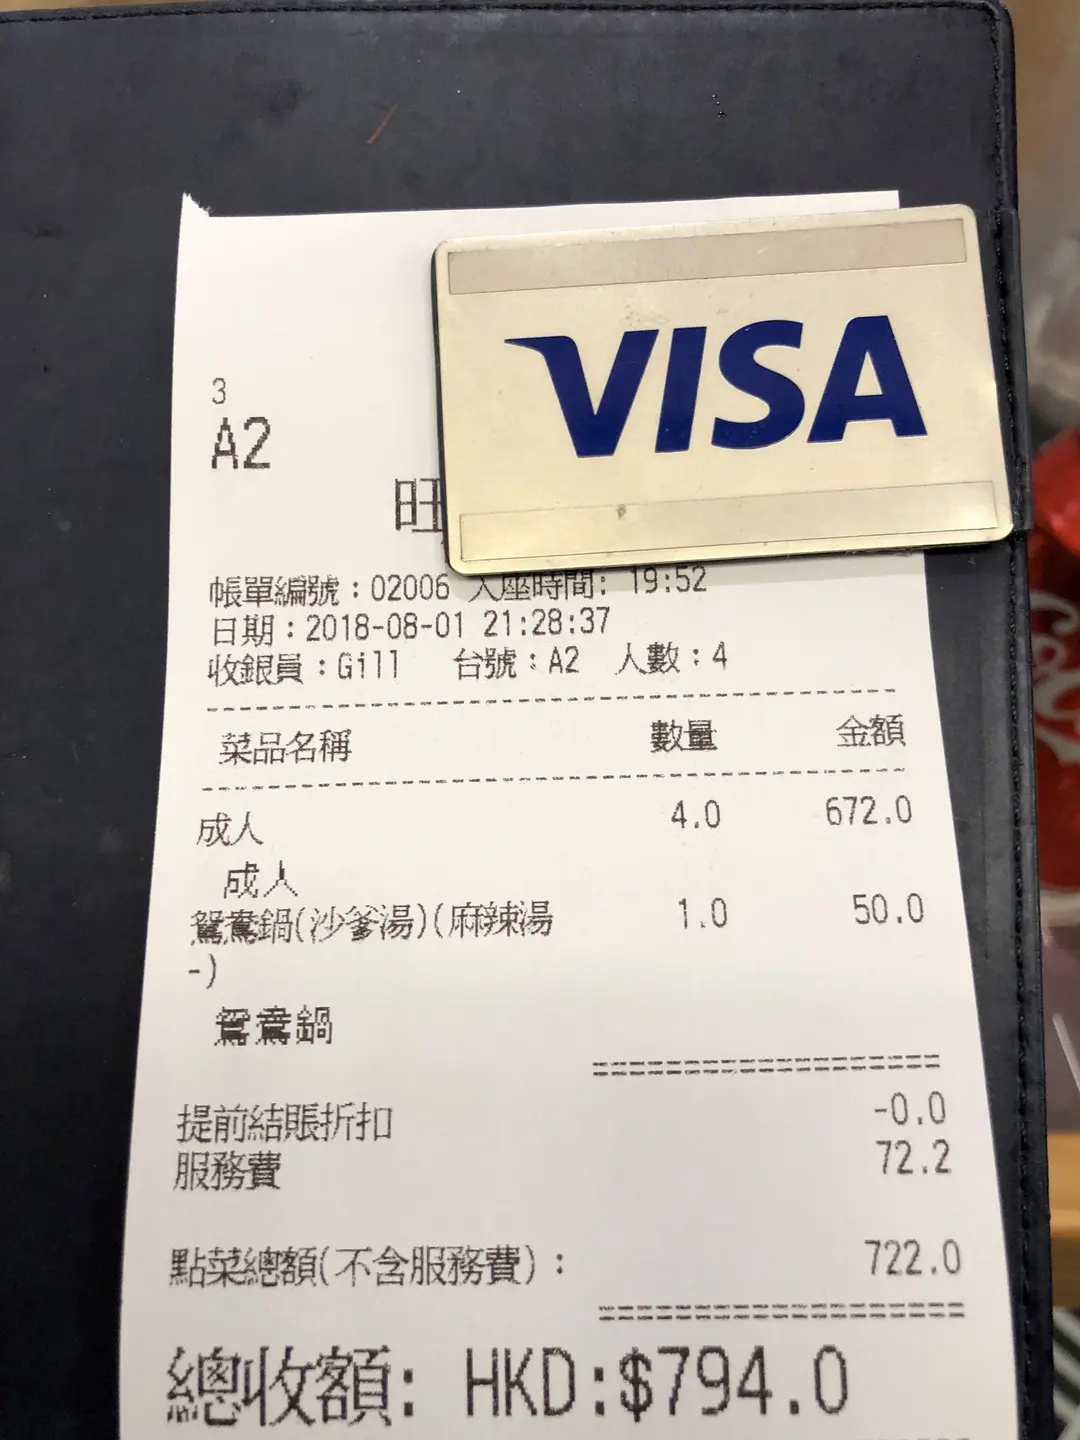 VISA
3
A2
旺
帳單編號：02006 入座時間: 19:52
日期：2018-08-01 21:28:37
收銀員：Gill 台號：A2 人數：4
菜品名稱 數量 金額
成人 4.0 672.0
成人
鴛鴦鍋(沙爹湯)(麻辣湯 1.0 50.0
-)
鴛鴦鍋
提前結賬折扣 -0.0
服務費 72.2
點菜總額(不含服務費)： 722.0
總收額: HKD:$794.0